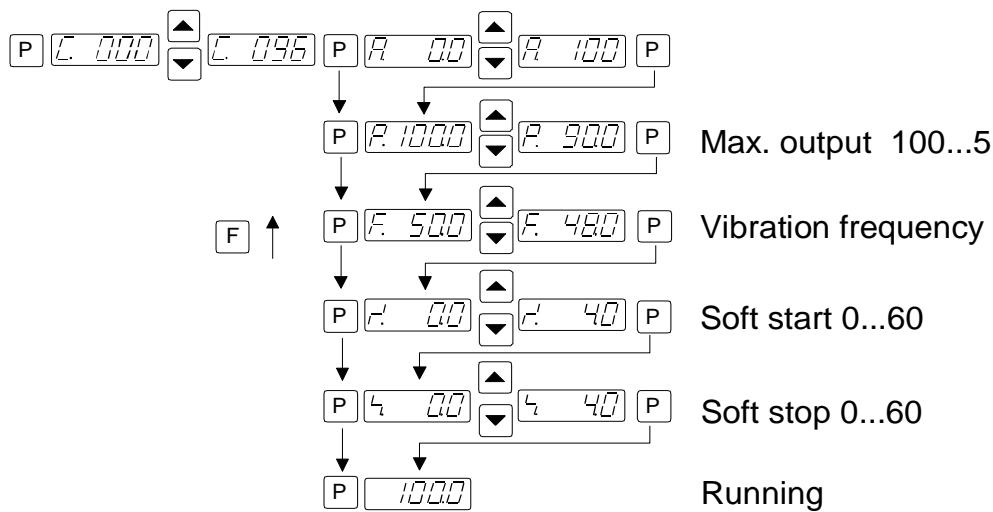 P C. 000 C. 096 P A. 0.0 A. 100 P
P P. 100.0 P. 90.0 P Max. output 100...5
F P F. 50.0 F. 48.0 P Vibration frequency
P 0.0 4.0 P Soft start 0...60
P 0.0 4.0 P Soft stop 0...60
P 100.0 Running